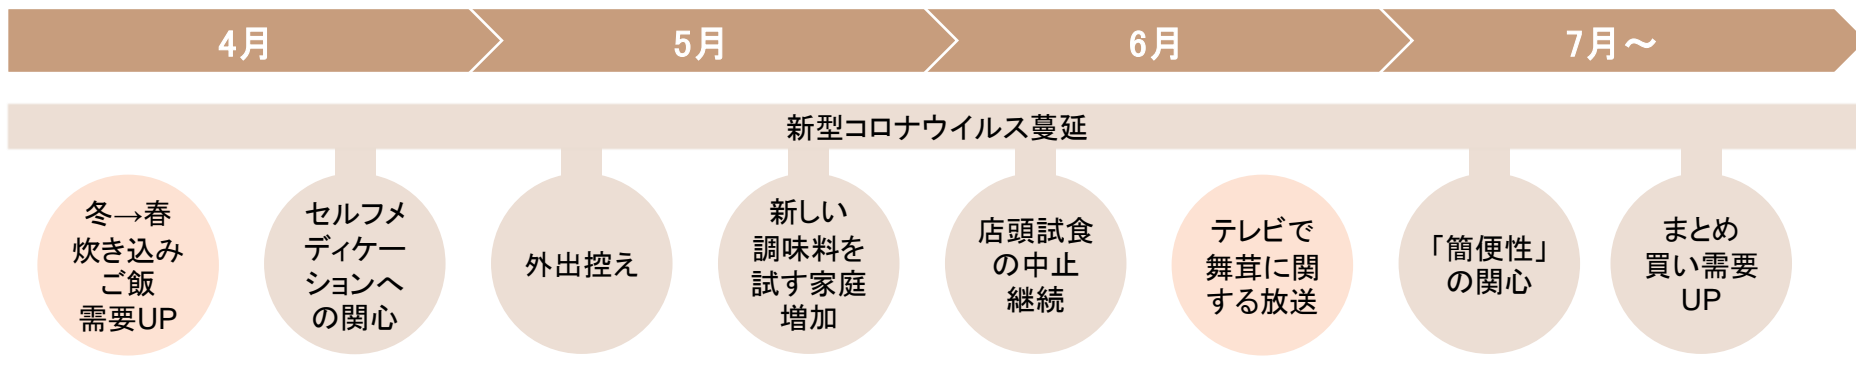 4月
5月
6月
7月～
新型コロナウイルス蔓延
冬→春
炊き込み
ご飯
需要UP
セルフメ
ディケー
ションへ
の関心
外出控え
新しい
調味料を
試す家庭
増加
店頭試食
の中止
継続
テレビで
舞茸に関
する放送
「簡便性」
の関心
まとめ
買い需要
UP